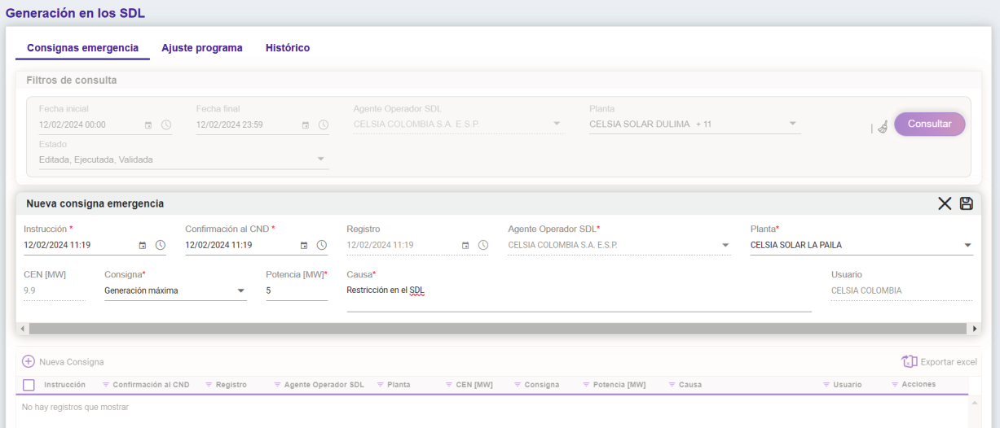 Generación en los SDL
Consignas emergencia Ajuste programa Histórico
Filtros de consulta
Fecha inicial Fecha final Agente Operador SDL Planta
12/02/2024 00:00 12/02/2024 23:59 CELSIA COLOMBIA S.A. E.S.P. CELSIA SOLAR DULIMA + 11 Consultar
Estado
Editada, Ejecutada, Validada
Nueva consigna emergencia
Instrucción * Confirmación al CND * Registro Agente Operador SDL* Planta*
12/02/2024 11:19 12/02/2024 11:19 12/02/2024 11:19 CELSIA COLOMBIA S.A. E.S.P. CELSIA SOLAR LA PAILA
CEN [MW] Consigna* Potencia [MW]* Causa* Usuario
9.9 Generación máxima 5 Restricción en el SDL CELSIA COLOMBIA
Nueva Consigna Exportar excel
Instrucción Confirmación al CND Registro Agente Operador SDL Planta CEN [MW] Consigna Potencia [MW] Causa Usuario Acciones
No hay registros que mostrar